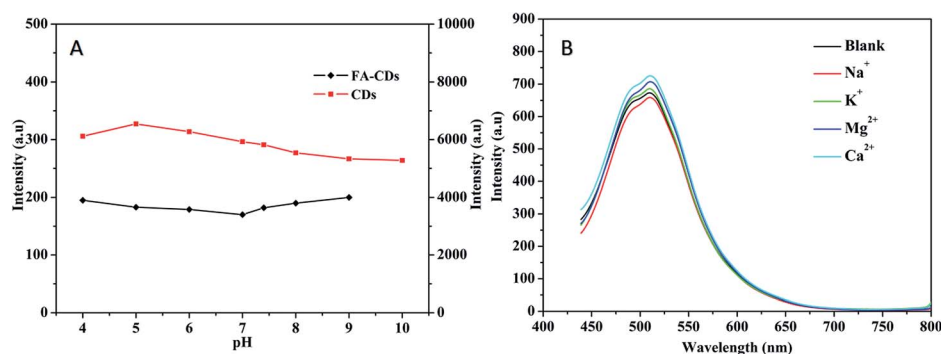 A
500
400
300
200
100
0
Intensity (a.u)
4 5 6 7 8 9 10
pH
10000
8000
6000
4000
2000
0
Intensity (a.u)
FA-CDs
CDs
B
900
800
700
600
500
400
300
200
100
0
Intensity (a.u)
400 450 500 550 600 650 700 750 800
Wavelength (nm)
Blank
Na⁺
K⁺
Mg²⁺
Ca²⁺